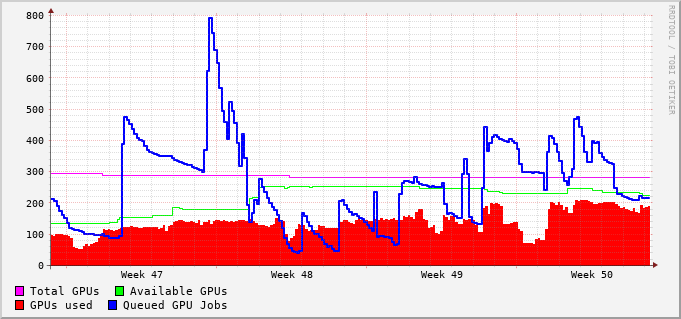 800
700
600
500
400
300
200
100
0
Week 47 Week 48 Week 49 Week 50
Total GPUs Available GPUs
GPUs used Queued GPU Jobs
RRDTOOL / TOBI OETIKER